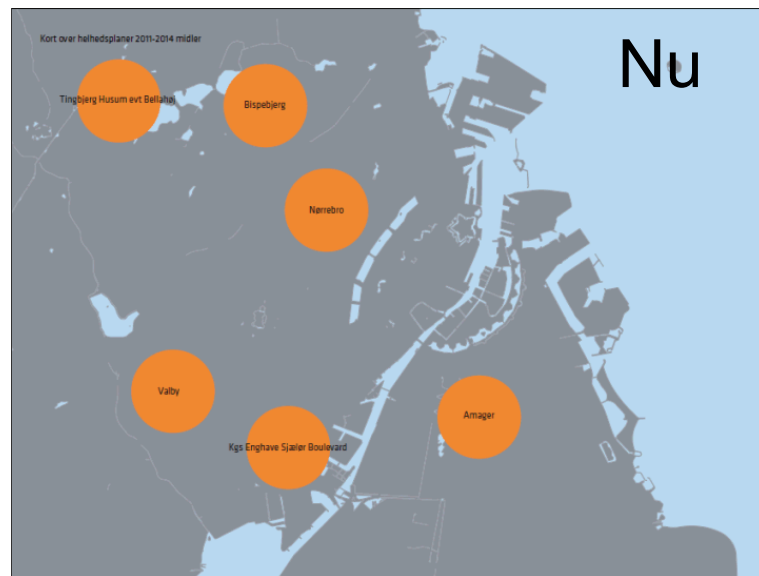 Kort over helhedsplaner 2011-2014 midler
Nu
Tingbjerg Husum evt Bellahøj
Bispebjerg
Nørrebro
Valby
Amager
Kgs Enghave Sjælør Boulevard